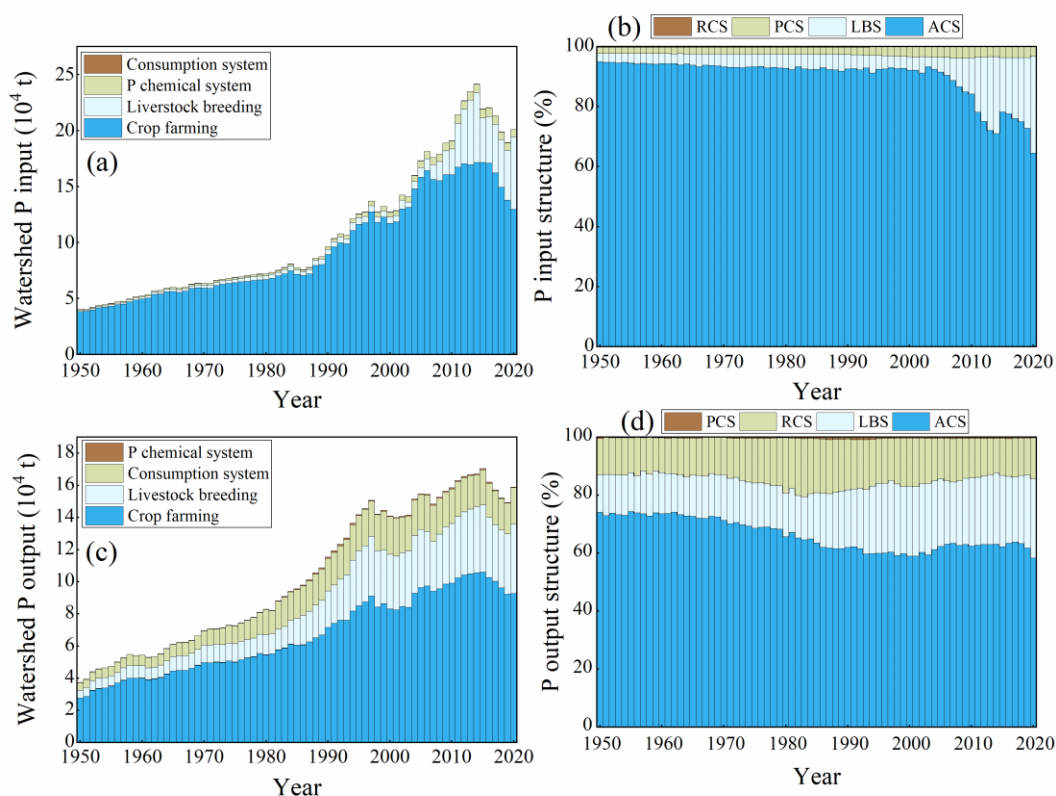 (a)
Consumption system
P chemical system
Liverstock breeding
Crop farming
Watershed P input (10⁴ t)
25
20
15
10
5
0
1950 1960 1970 1980 1990 2000 2010 2020
Year
(b)
RCS PCS LBS ACS
P input structure (%)
100
80
60
40
20
0
1950 1960 1970 1980 1990 2000 2010 2020
Year
(c)
P chemical system
Consumption system
Livestock breeding
Crop farming
Watershed P output (10⁴ t)
18
16
14
12
10
8
6
4
2
0
1950 1960 1970 1980 1990 2000 2010 2020
Year
(d)
PCS RCS LBS ACS
P output structure (%)
100
80
60
40
20
0
1950 1960 1970 1980 1990 2000 2010 2020
Year